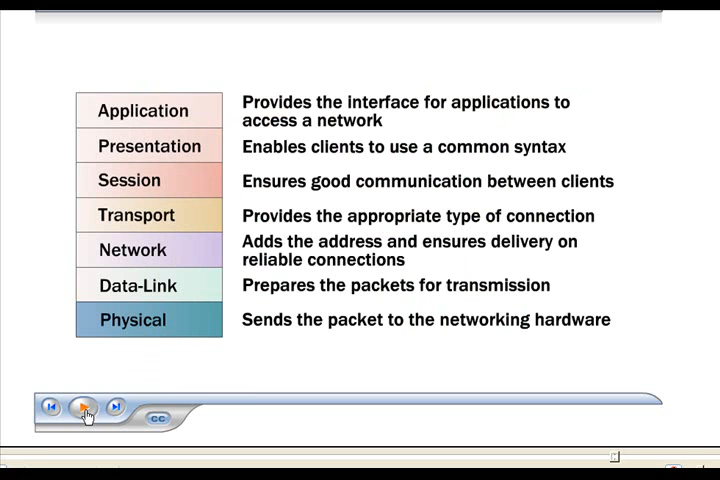 Application
Provides the interface for applications to
access a network
Presentation
Enables clients to use a common syntax
Session
Ensures good communication between clients
Transport
Provides the appropriate type of connection
Network
Adds the address and ensures delivery on
reliable connections
Data-Link
Prepares the packets for transmission
Physical
Sends the packet to the networking hardware
CC